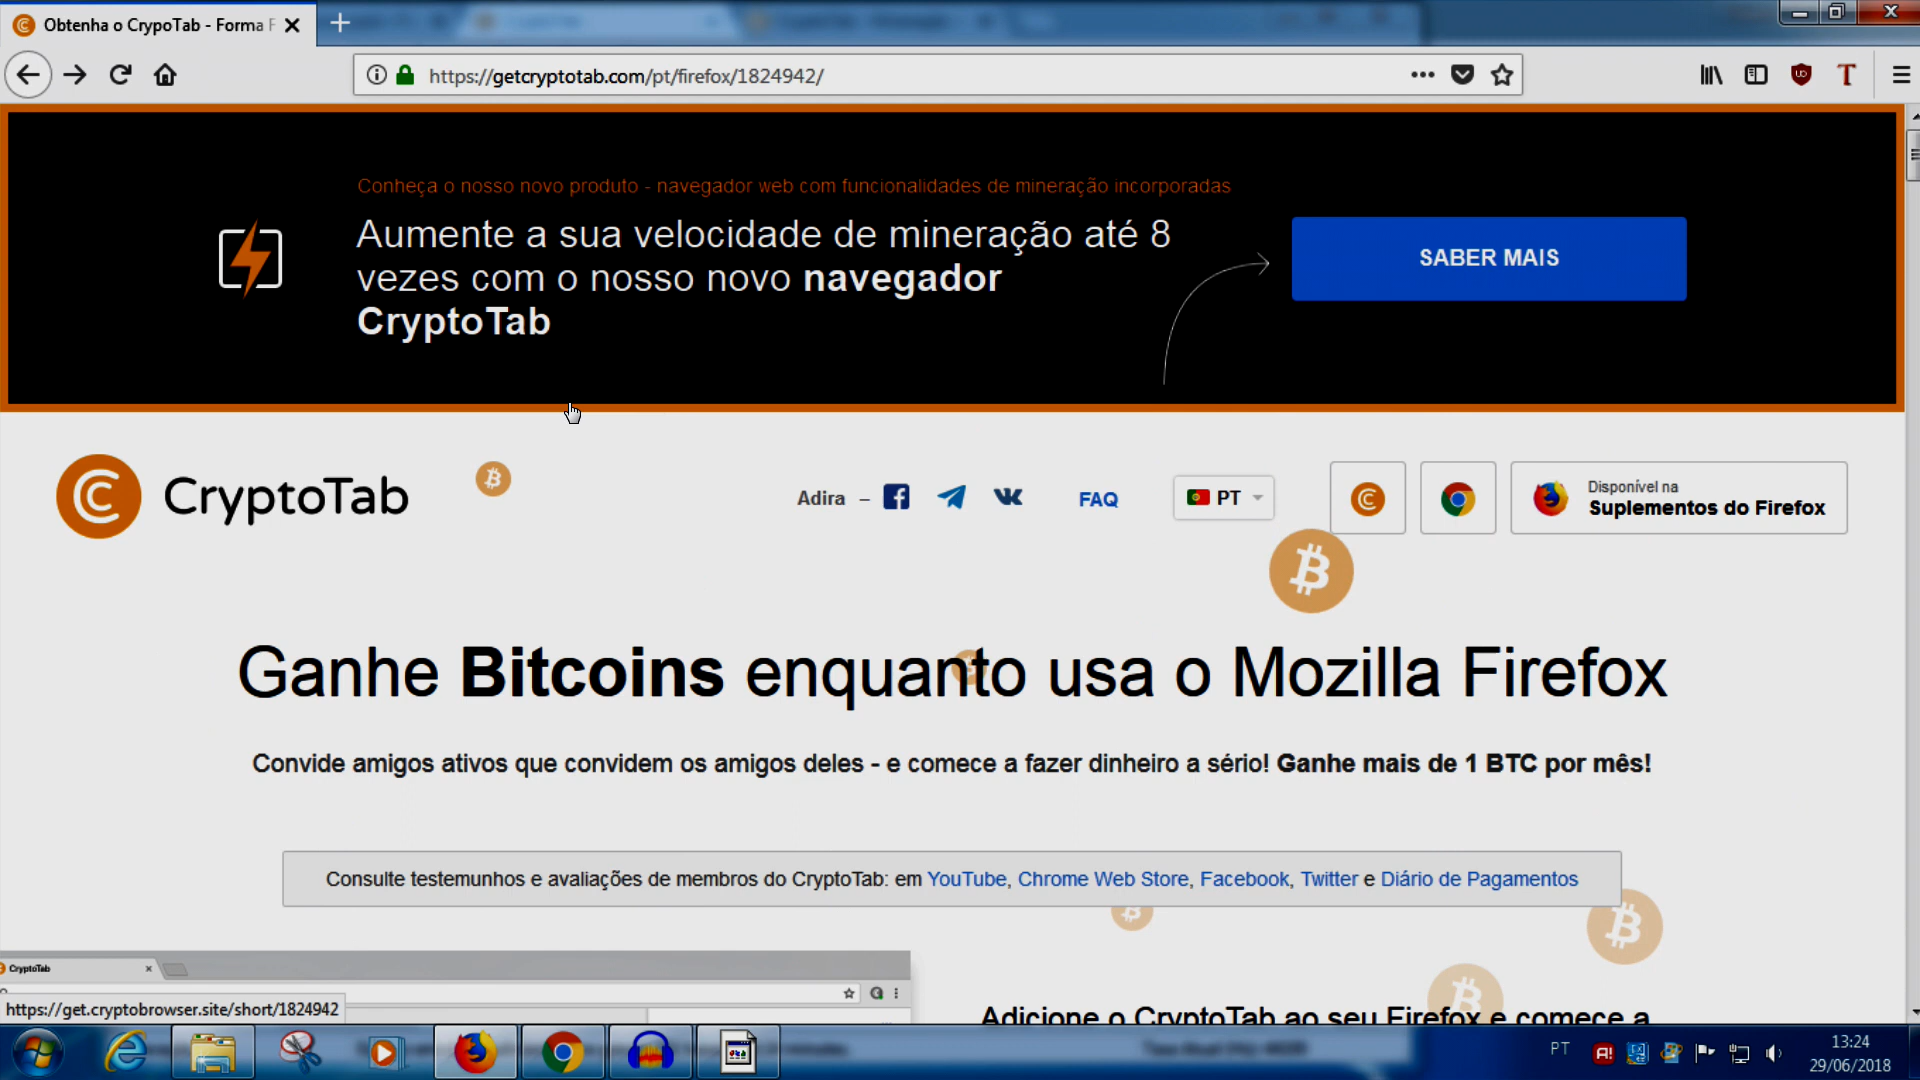 Obtenha o CrypoTab - Forma F
https://getcryptotab.com/pt/firefox/1824942/
Conheça o nosso novo produto - navegador web com funcionalidades de mineração incorporadas
Aumente a sua velocidade de mineração até 8
vezes com o nosso novo navegador
CryptoTab
SABER MAIS
CryptoTab
Adira –
FAQ
PT
Disponível na
Suplementos do Firefox
Ganhe Bitcoins enquanto usa o Mozilla Firefox
Convide amigos ativos que convidem os amigos deles - e comece a fazer dinheiro a sério! Ganhe mais de 1 BTC por mês!
Consulte testemunhos e avaliações de membros do CryptoTab: em YouTube, Chrome Web Store, Facebook, Twitter e Diário de Pagamentos
CryptoTab
https://get.cryptobrowser.site/short/1824942
Adicione o CryptoTab ao seu Firefox e comece a
PT
13:24
29/06/2018